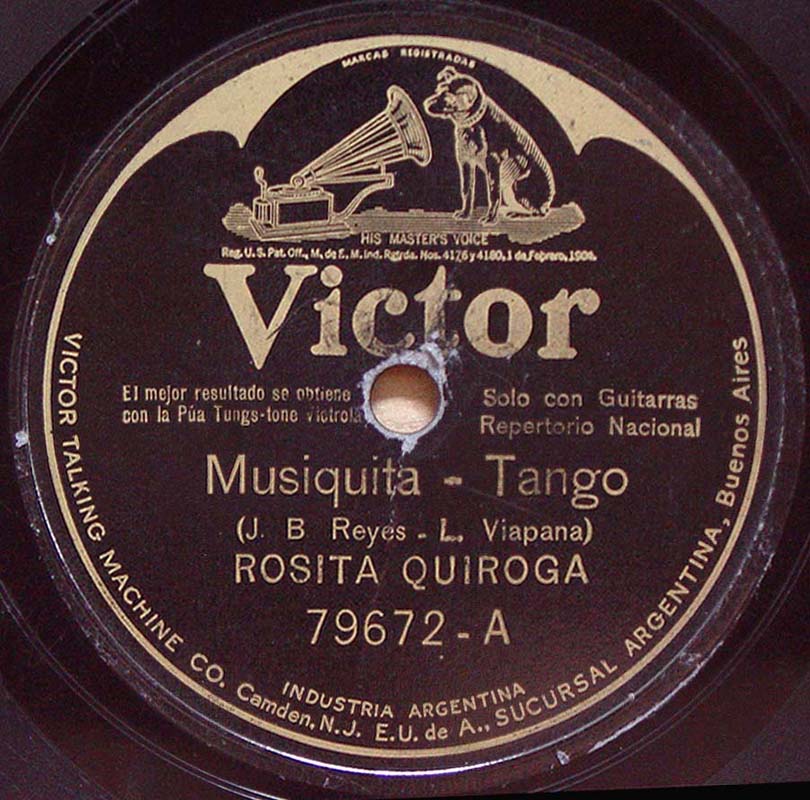 MARCAS REGISTRADAS
HIS MASTER'S VOICE
Reg. U. S. Pat. Off., M. de E. M. Ind. Rgtrda. Nos. 4176 y 4180, 1 de Febrero, 1908.
Victor
El mejor resultado se obtiene
con la Púa Tungs-tone Victrola
Solo con Guitarras
Repertorio Nacional
Musiquita - Tango
(J. B Reyes - L. Viapana)
ROSITA QUIROGA
79672 - A
INDUSTRIA ARGENTINA
VICTOR TALKING MACHINE CO. Camden, N.J. E.U. de A., SUCURSAL ARGENTINA, Buenos Aires